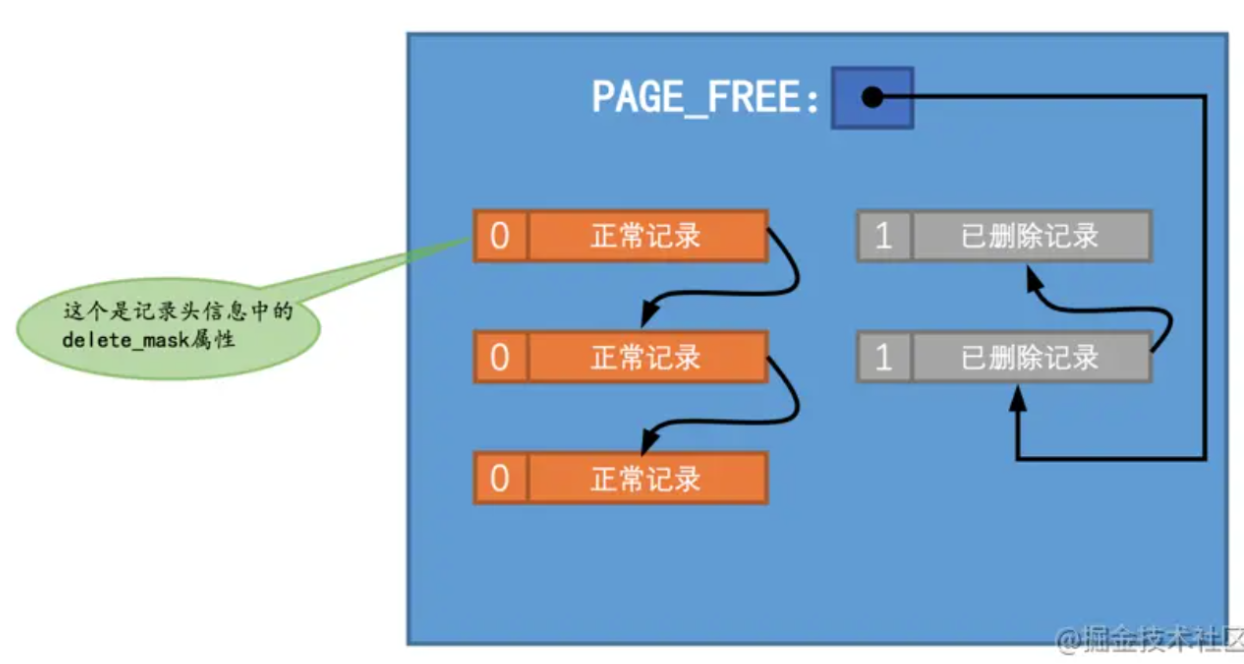 PAGE_FREE:
0 正常记录
1 已删除记录
这个是记录头信息中的
delete_mask属性
0 正常记录
1 已删除记录
0 正常记录
@掘金技术社区